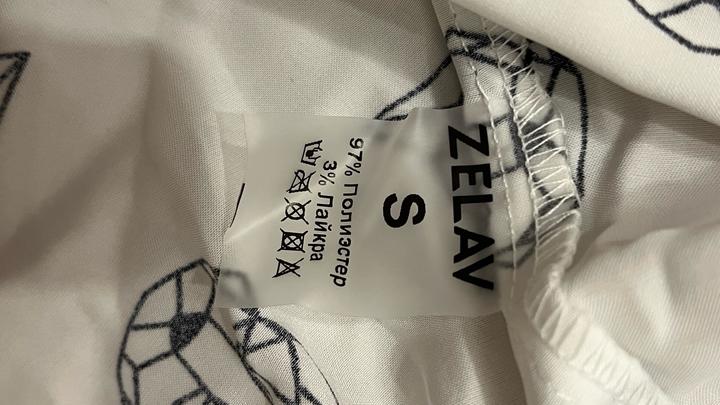 ZELAV
S
97% Полиэстер
3% Лайкра